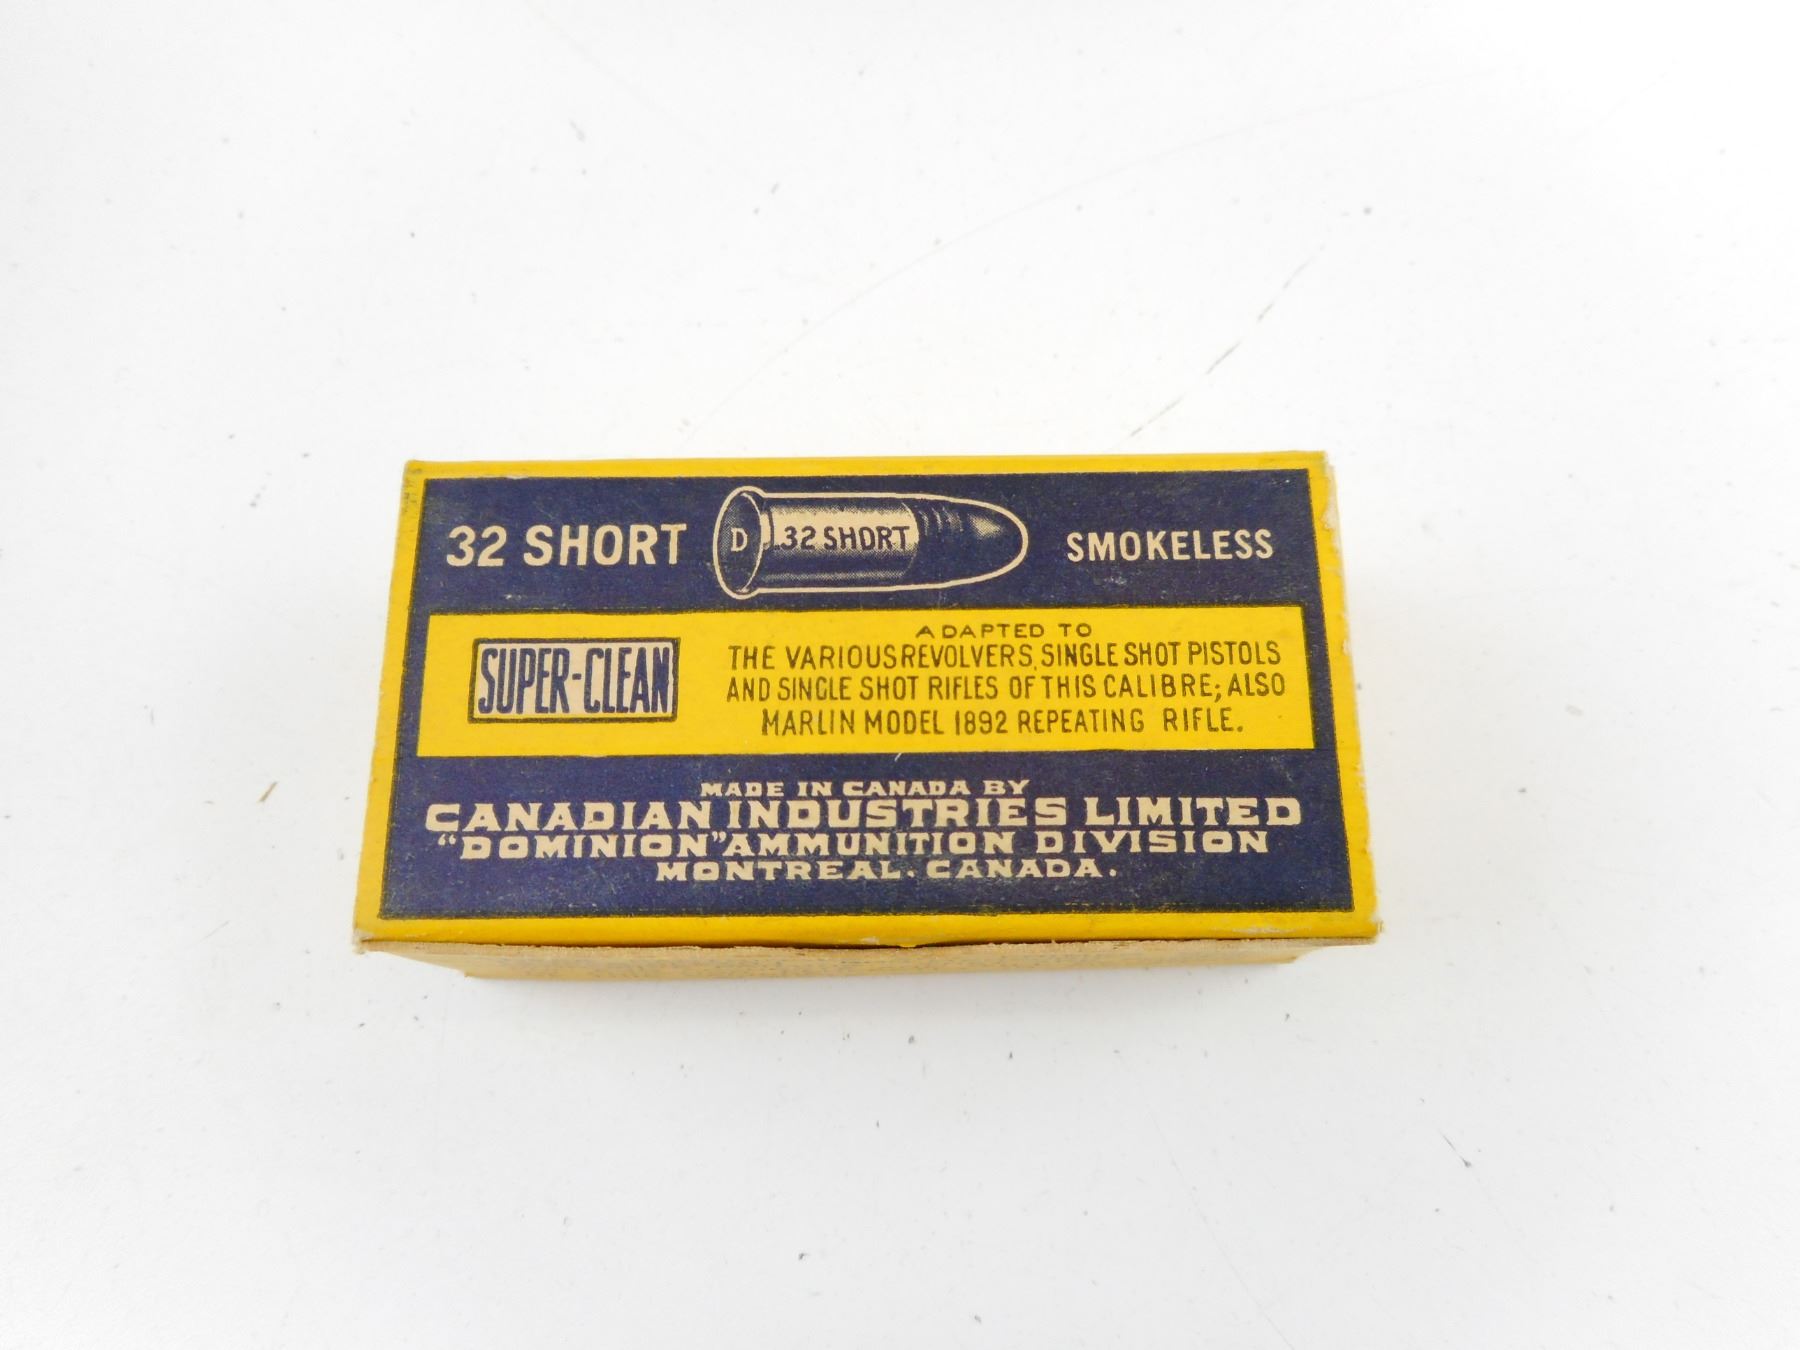 32 SHORT D .32 SHORT SMOKELESS
SUPER-CLEAN
ADAPTED TO
THE VARIOUS REVOLVERS, SINGLE SHOT PISTOLS
AND SINGLE SHOT RIFLES OF THIS CALIBRE; ALSO
MARLIN MODEL 1892 REPEATING RIFLE.
MADE IN CANADA BY
CANADIAN INDUSTRIES LIMITED
"DOMINION" AMMUNITION DIVISION
MONTREAL. CANADA.